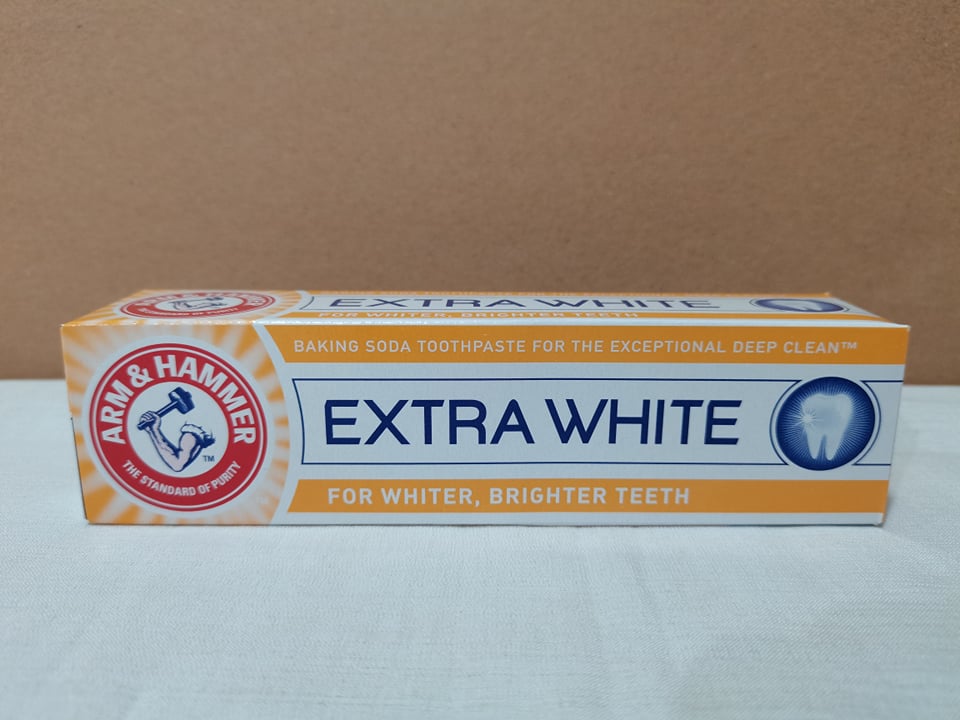 EXTRA WHITE
FOR WHITER, BRIGHTER TEETH
BAKING SODA TOOTHPASTE FOR THE EXCEPTIONAL DEEP CLEAN™
ARM & HAMMER
™
THE STANDARD OF PURITY
EXTRA WHITE
FOR WHITER, BRIGHTER TEETH